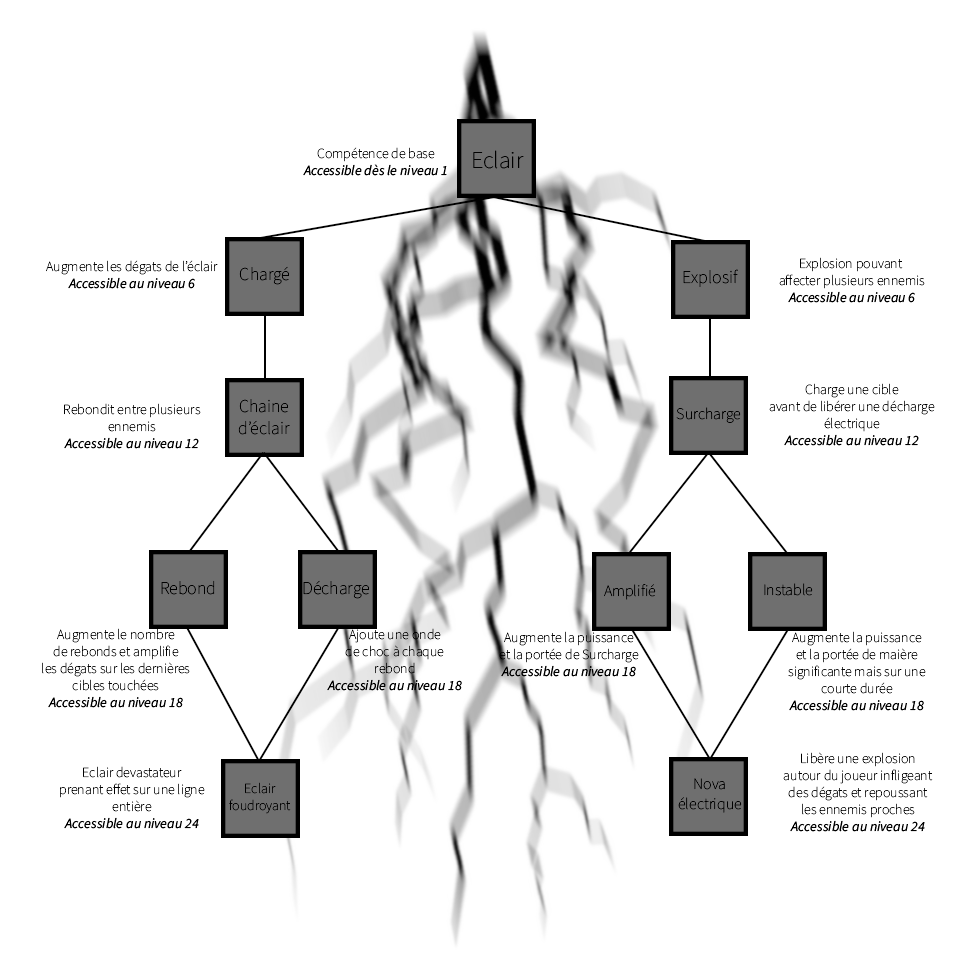 Compétence de base
Accessible dès le niveau 1
Eclair
Augmente les dégats de l'éclair
Accessible au niveau 6
Chargé
Explosif
Explosion pouvant
affecter plusieurs ennemis
Accessible au niveau 6
Rebondit entre plusieurs
ennemis
Accessible au niveau 12
Chaine
d'éclair
Surcharge
Charge une cible
avant de libérer une décharge
électrique
Accessible au niveau 12
Rebond
Décharge
Amplifié
Instable
Augmente le nombre
de rebonds et amplifie
les dégats sur les dernières
cibles touchées
Accessible au niveau 18
Ajoute une onde
de choc à chaque
rebond
Accessible au niveau 18
Augmente la puissance
et la portée de Surcharge
Accessible au niveau 18
Augmente la puissance
et la portée de maière
significante mais sur une
courte durée
Accessible au niveau 18
Eclair devastateur
prenant effet sur une ligne
entière
Accessible au niveau 24
Eclair
foudroyant
Nova
électrique
Libère une explosion
autour du joueur infligeant
des dégats et repoussant
les ennemis proches
Accessible au niveau 24